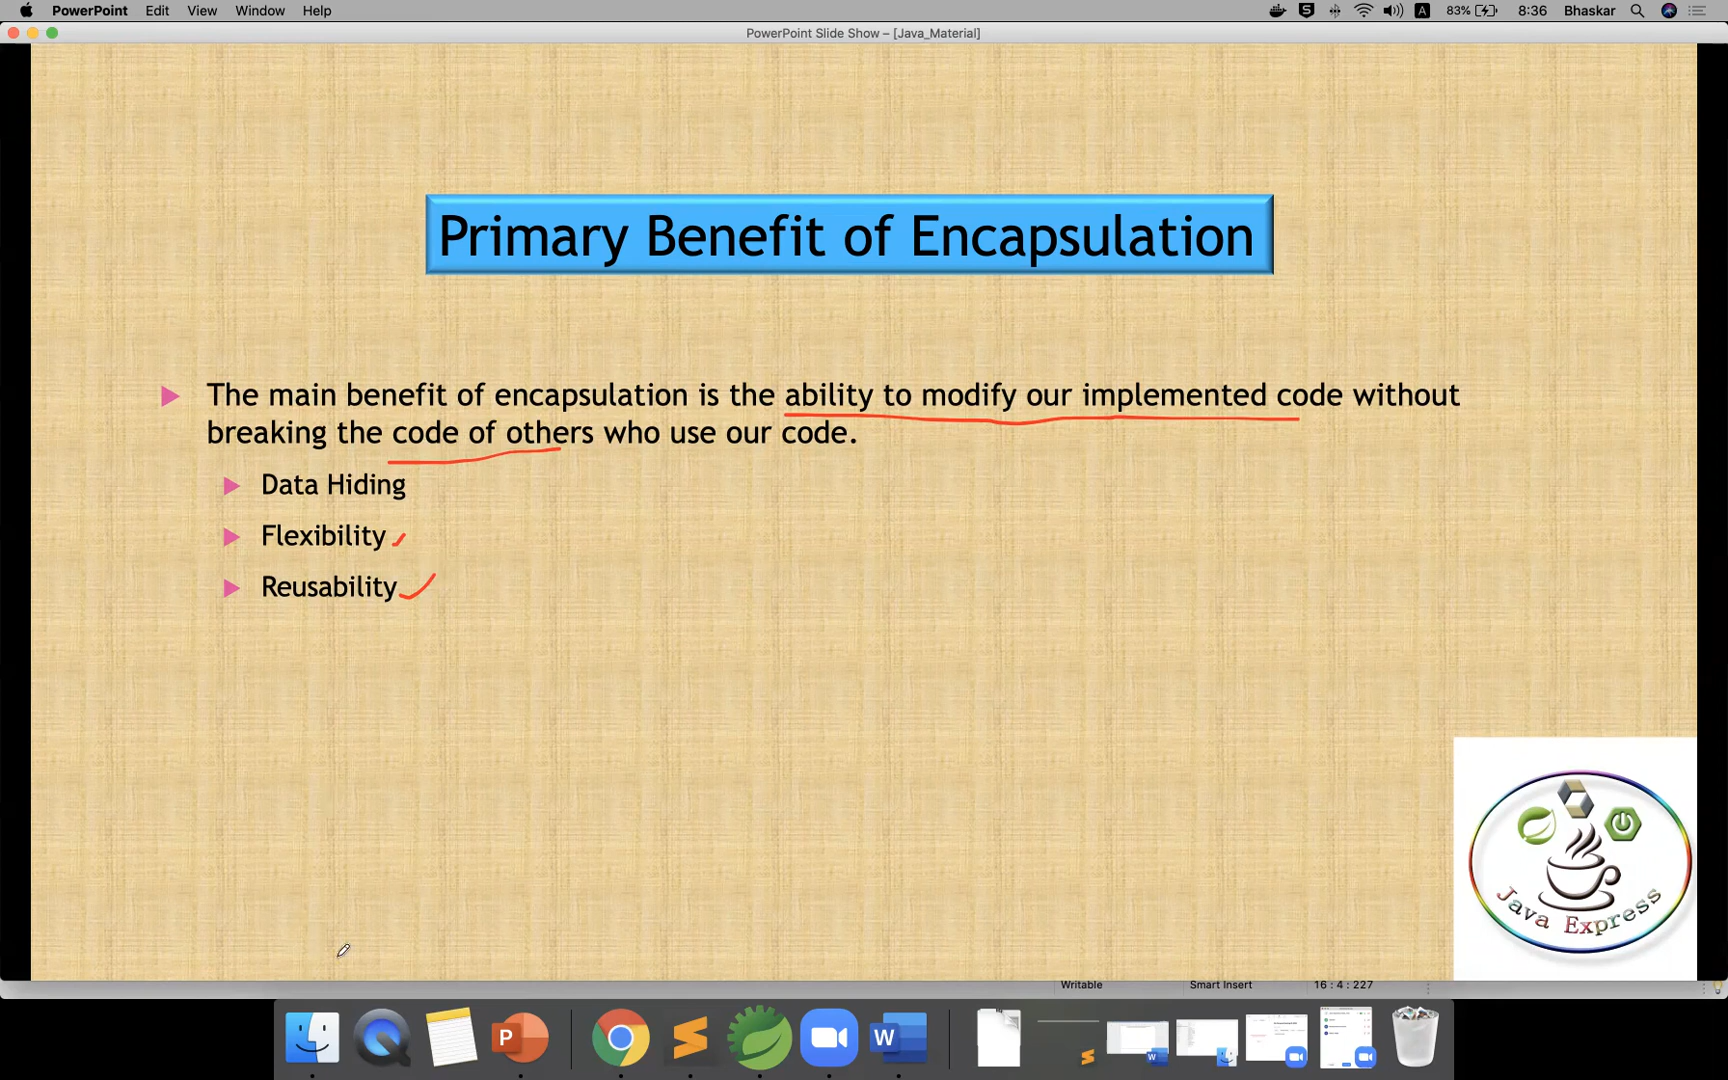 PowerPoint Edit View Window Help
S A 83% 8:36 Bhaskar
PowerPoint Slide Show – [Java_Material]
Primary Benefit of Encapsulation
The main benefit of encapsulation is the ability to modify our implemented code without
breaking the code of others who use our code.
Data Hiding
Flexibility
Reusability
Java Express
Writable Smart Insert 16 : 4 : 227
P W